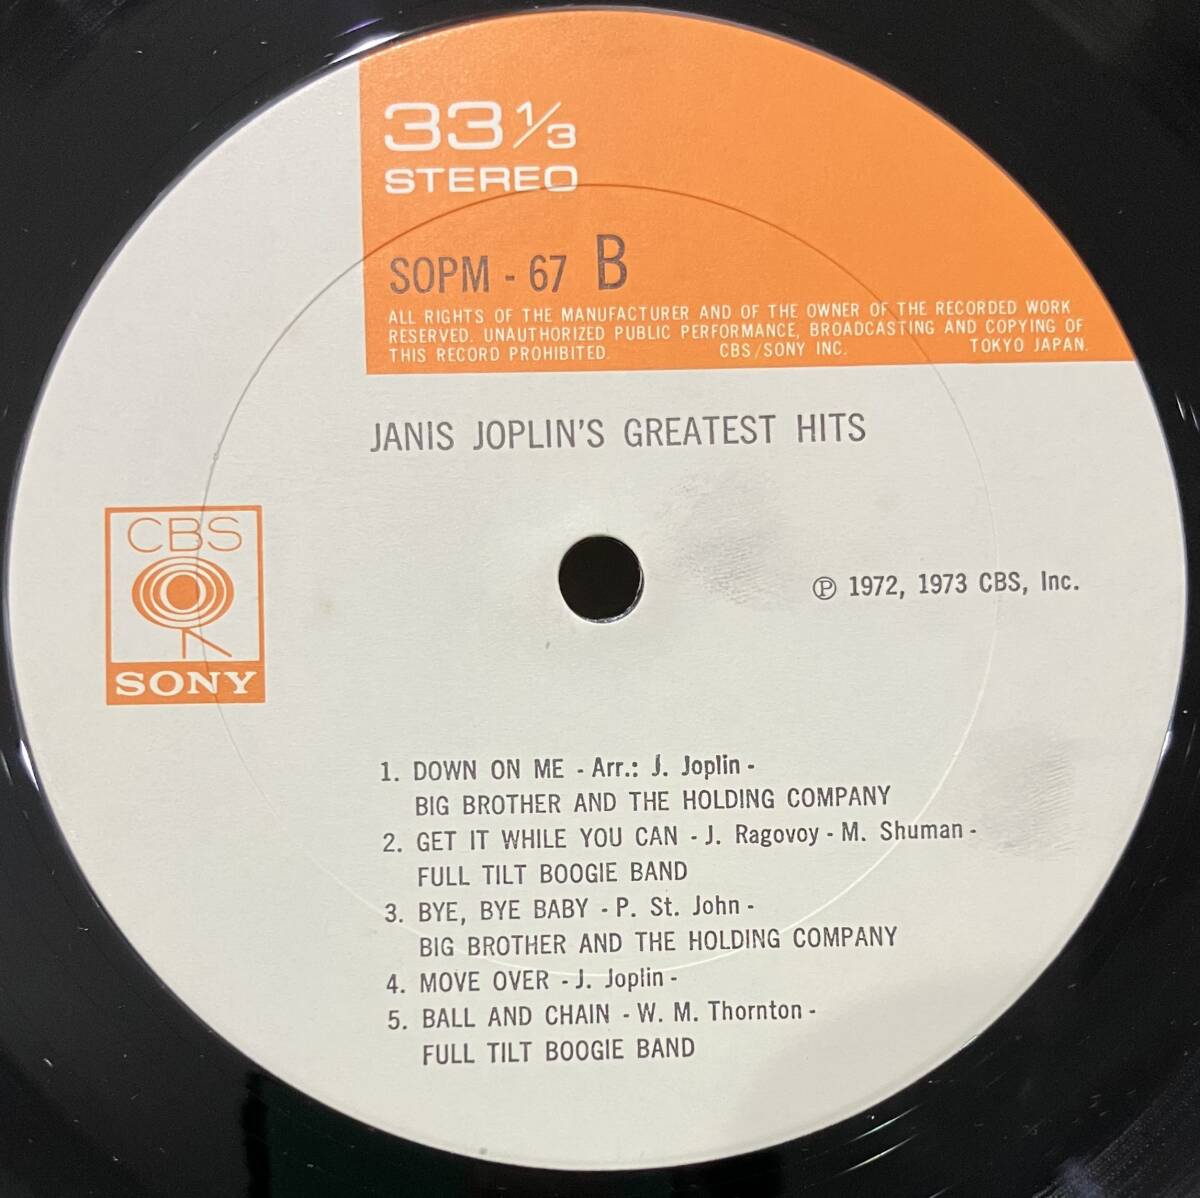 33 1/3
STEREO
SOPM - 67 B
ALL RIGHTS OF THE MANUFACTURER AND OF THE OWNER OF THE RECORDED WORK
RESERVED. UNAUTHORIZED PUBLIC PERFORMANCE, BROADCASTING AND COPYING OF
THIS RECORD PROHIBITED. CBS/SONY INC. TOKYO JAPAN.
JANIS JOPLIN'S GREATEST HITS
CBS
SONY
℗ 1972, 1973 CBS, Inc.
1. DOWN ON ME - Arr.: J. Joplin -
BIG BROTHER AND THE HOLDING COMPANY
2. GET IT WHILE YOU CAN - J. Ragovoy - M. Shuman -
FULL TILT BOOGIE BAND
3. BYE, BYE BABY - P. St. John -
BIG BROTHER AND THE HOLDING COMPANY
4. MOVE OVER - J. Joplin -
5. BALL AND CHAIN - W. M. Thornton -
FULL TILT BOOGIE BAND